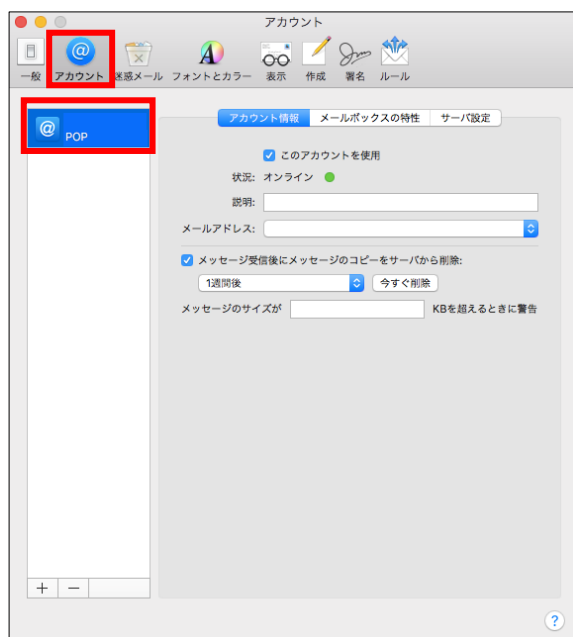 アカウント
一般 アカウント 迷惑メール フォントとカラー 表示 作成 署名 ルール
@ POP
アカウント情報 メールボックスの特性 サーバ設定
このアカウントを使用
状況: オンライン
説明:
メールアドレス:
メッセージ受信後にメッセージのコピーをサーバから削除:
1週間後 今すぐ削除
メッセージのサイズが KBを超えるときに警告
+ −
?